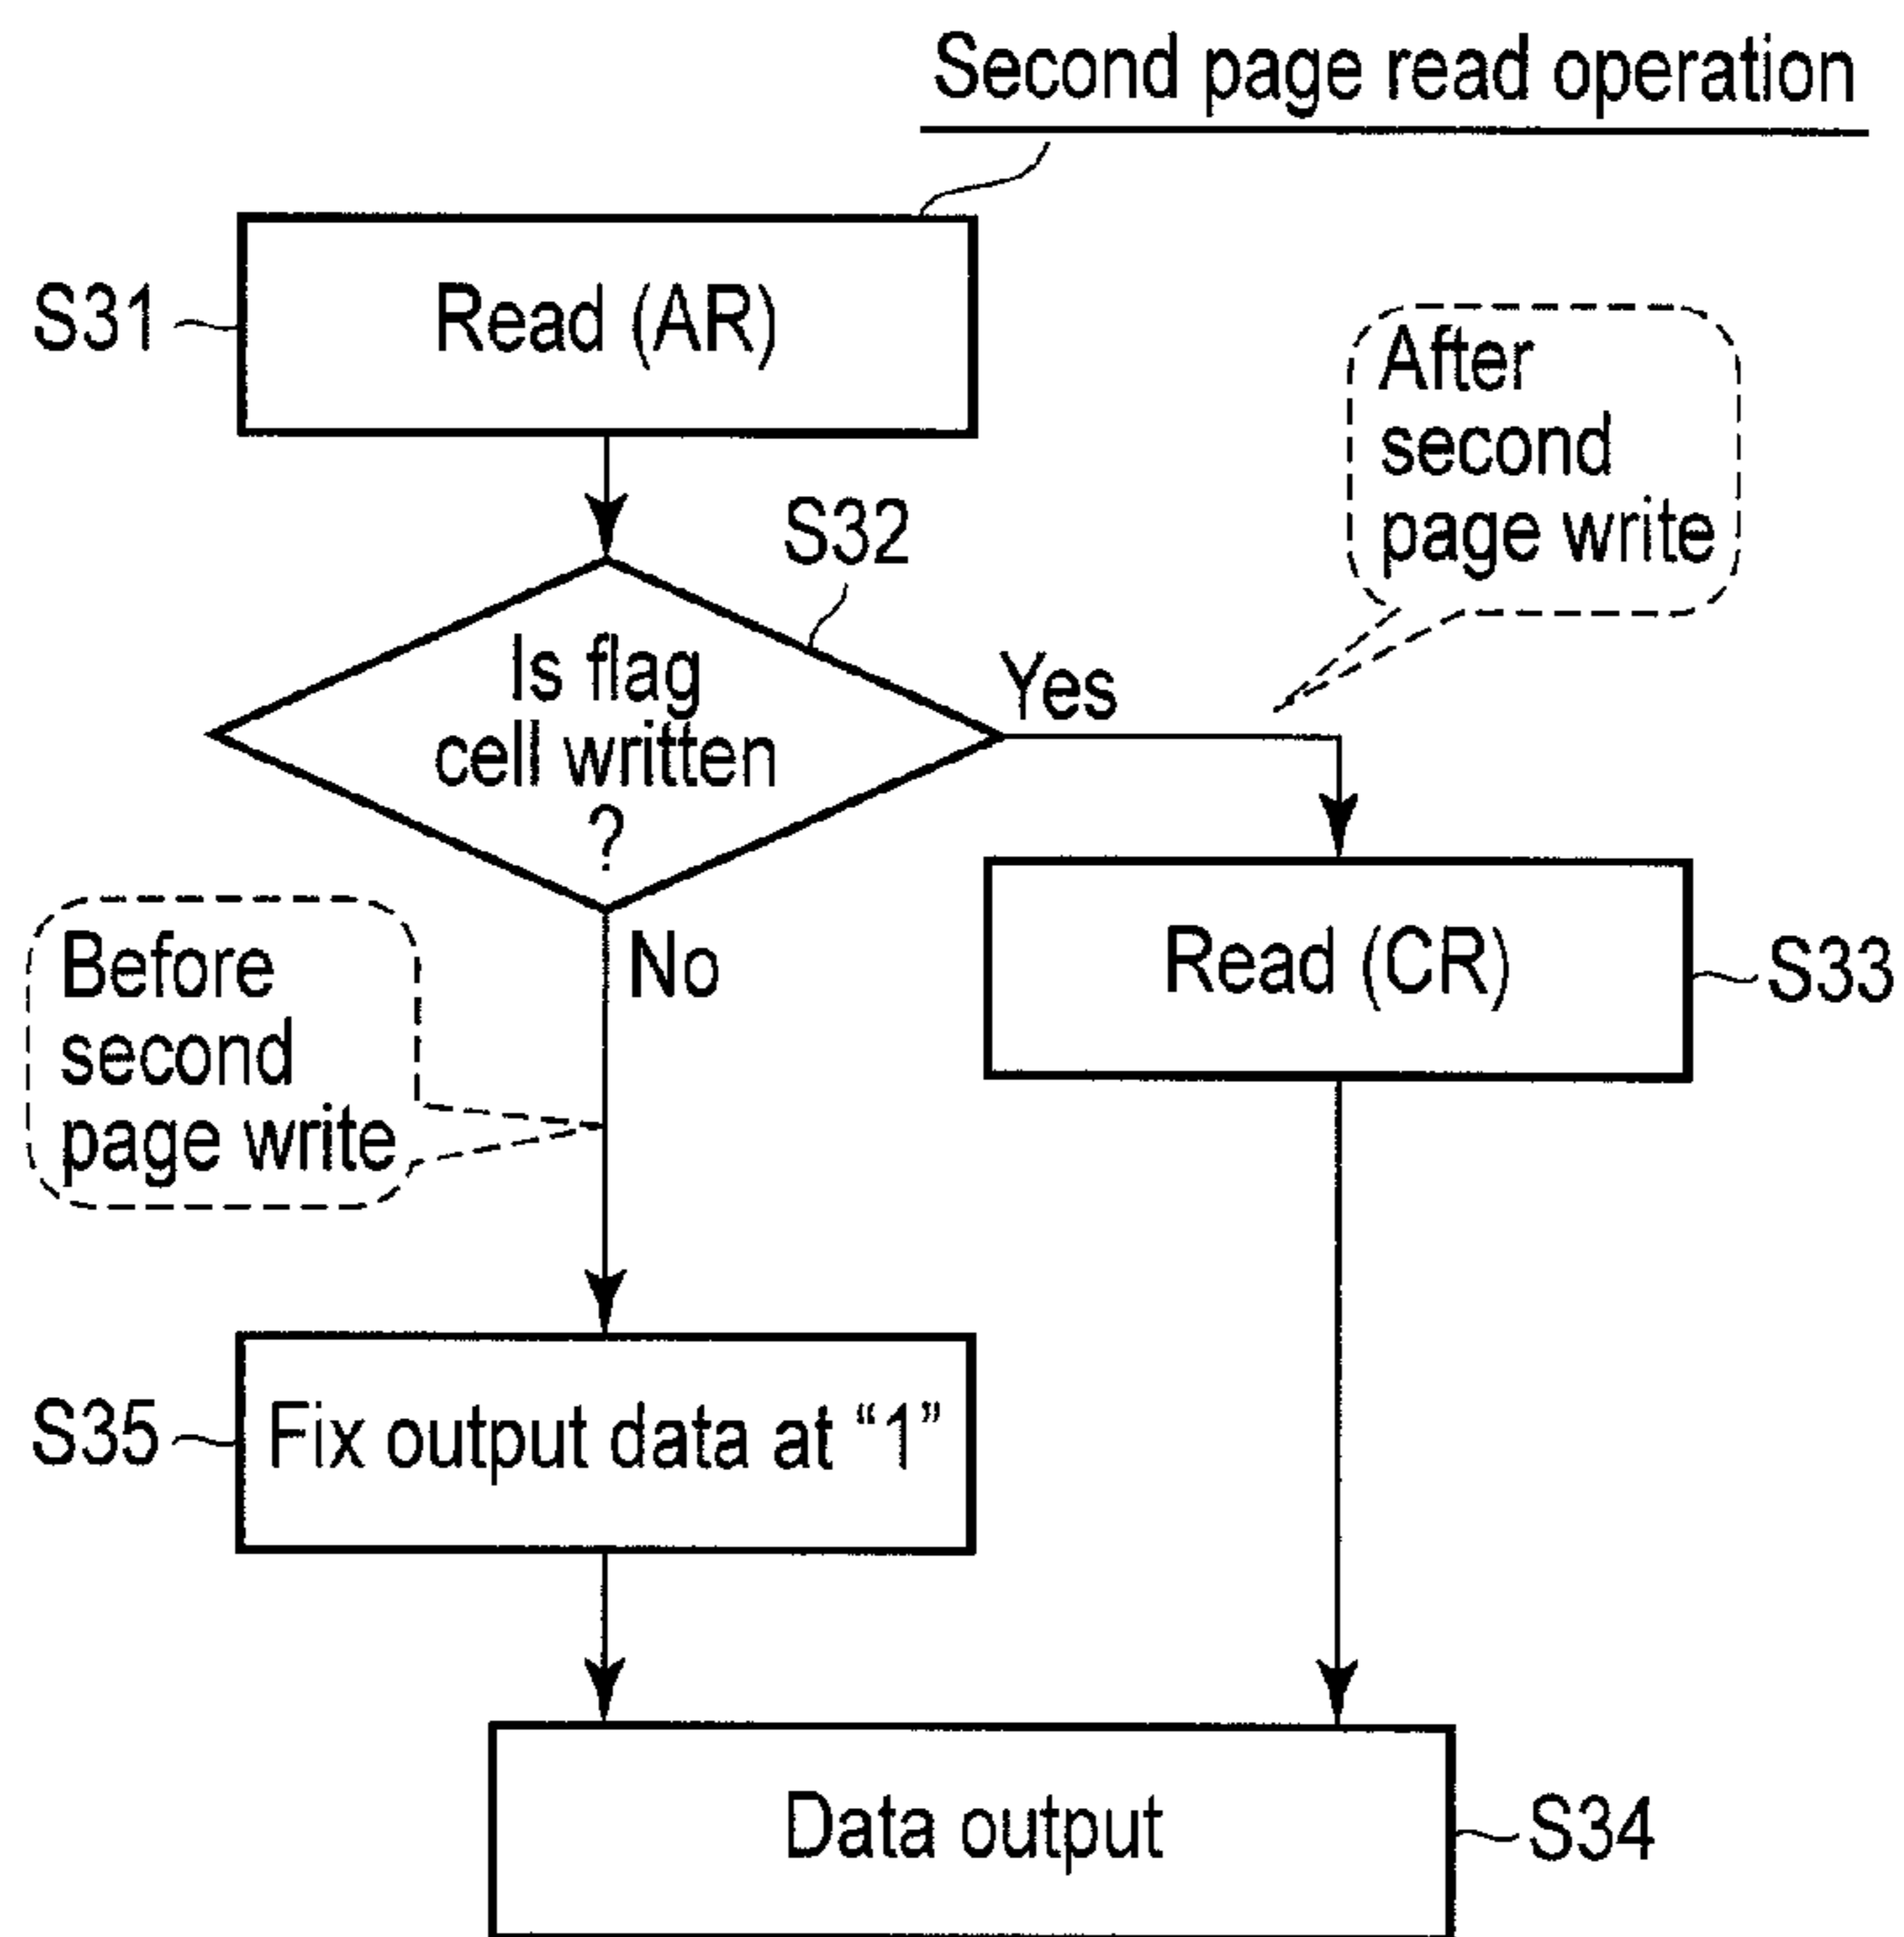 Second page read operation
S31
Read (AR)
After
second
page write
S32
Is flag
cell written
?
Yes
Before
second
page write
No
Read (CR)
S33
S35
Fix output data at “1”
Data output
S34